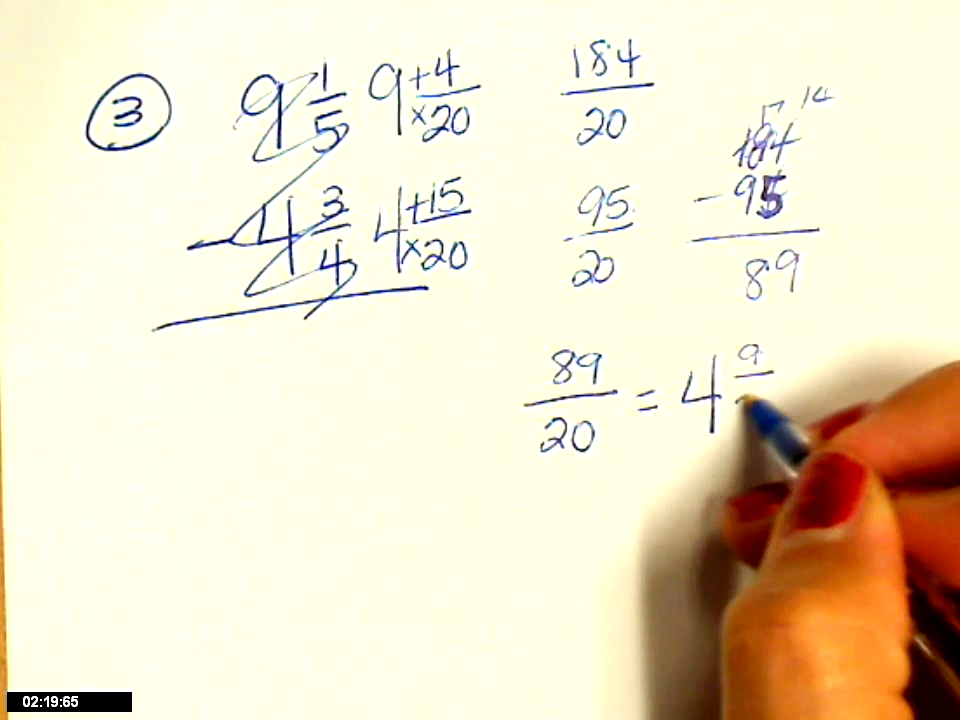 3
9 1/5 9 +4/×20 184/20
- 4 3/4 4 +15/×20 95/20
14
184
- 95
89
89/20 = 4 9/
02:19:65